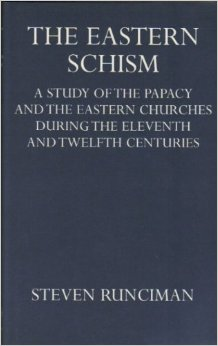 THE EASTERN
SCHISM
A STUDY OF THE PAPACY
AND THE EASTERN CHURCHES
DURING THE ELEVENTH
AND TWELFTH CENTURIES
STEVEN RUNCIMAN